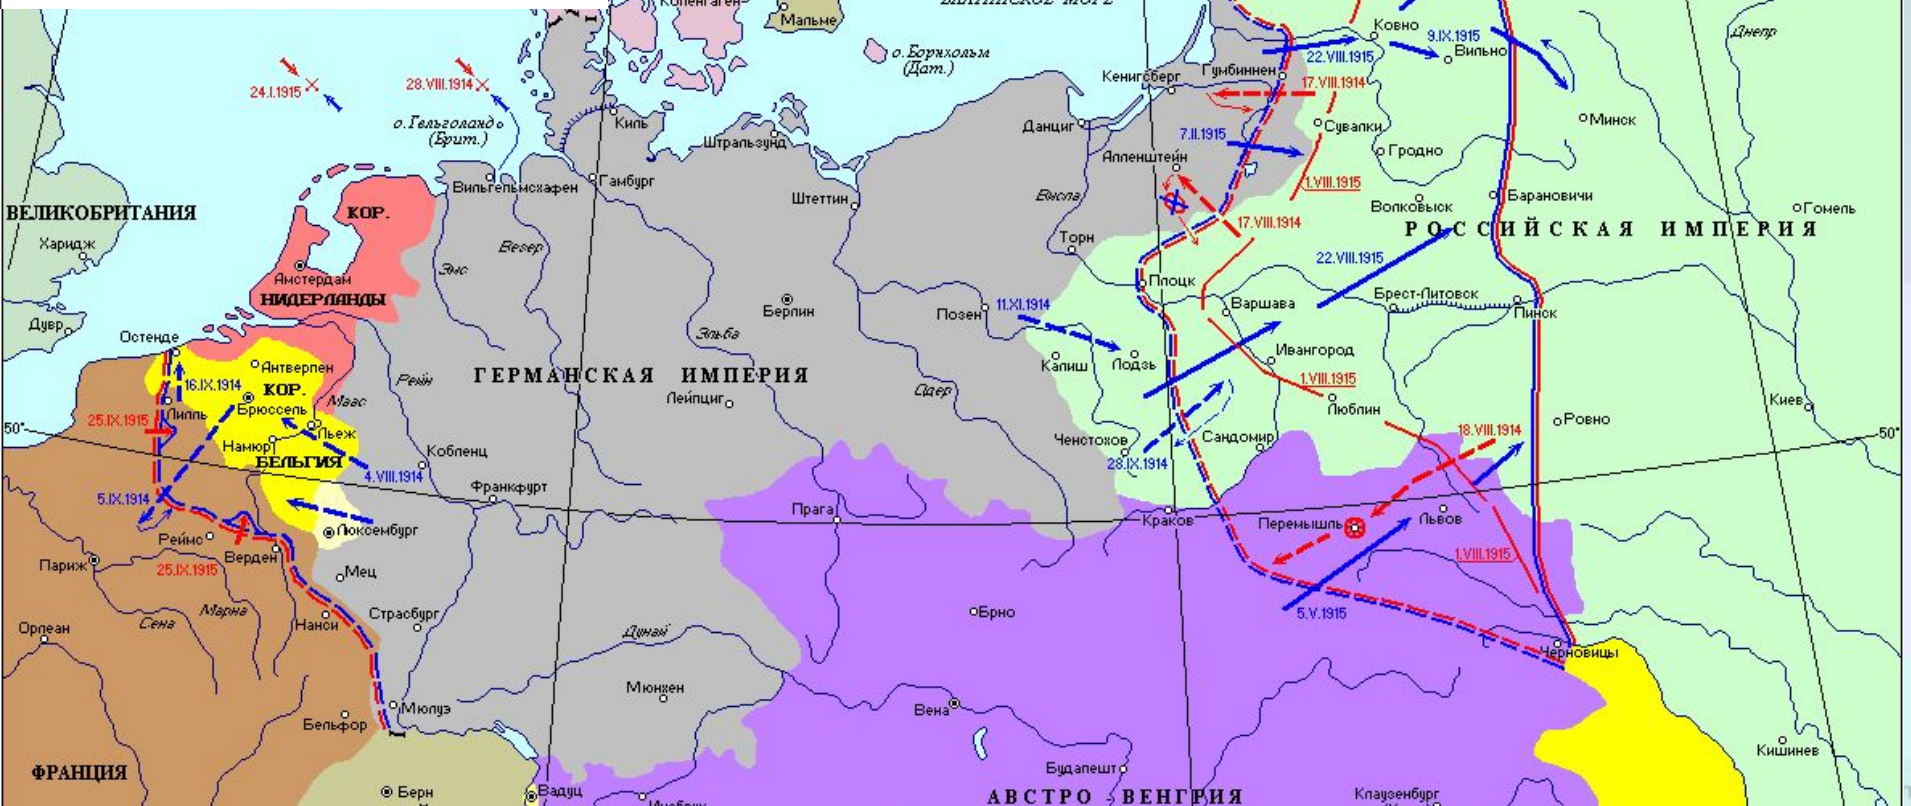 Копенгаген
Мальме
БАЛТИЙСКОЕ МОРЕ
о.Борнхольм
(Дат.)
Ковно
9.IX.1915
Вильно
22.VIII.1915
Днепр
Кенигсберг
Гумбиннен
17.VIII.1914
24.I.1915
28.VIII.1914
о.Гельголанд
(Брит.)
Киль
Штральзунд
Данциг
Сувалки
Минск
7.II.1915
Алленштейн
Гродно
1.VIII.1915
Вильгельмсхафен
Гамбург
Штеттин
Висла
Волковыск
Барановичи
Гомель
ВЕЛИКОБРИТАНИЯ
КОР.
17.VIII.1914
РОССИЙСКАЯ ИМПЕРИЯ
Харидж
Везер
Торн
Эмс
22.VIII.1915
Амстердам
НИДЕРЛАНДЫ
Плоцк
Варшава
Брест-Литовск
Пинск
Берлин
Позен
11.XI.1914
Дувр
Остенде
Эльба
Антверпен
Ивангород
Калиш
Лодзь
ГЕРМАНСКАЯ ИМПЕРИЯ
Рейн
16.IX.1914
КОР.
1.VIII.1915
Одер
Лейпциг
Маас
Брюссель
Лилль
25.IX.1915
Люблин
Киев
50°
Льеж
Намюр
БЕЛЬГИЯ
Кобленц
Ченстохов
Сандомир
18.VIII.1914
Ровно
50°
28.IX.1914
4.VIII.1914
5.IX.1914
Франкфурт
Прага
Краков
Перемышль
Львов
Люксембург
Реймс
Верден
Париж
25.IX.1915
Мец
1.VIII.1915
Марна
Сена
Нанси
Страсбург
Брно
5.V.1915
Орлеан
Дунай
Черновицы
Мюнхен
Мюлуз
Бельфор
Вена
Кишинев
ФРАНЦИЯ
Будапешт
Берн
Вадуц
АВСТРО - ВЕНГРИЯ
Клаузенбург